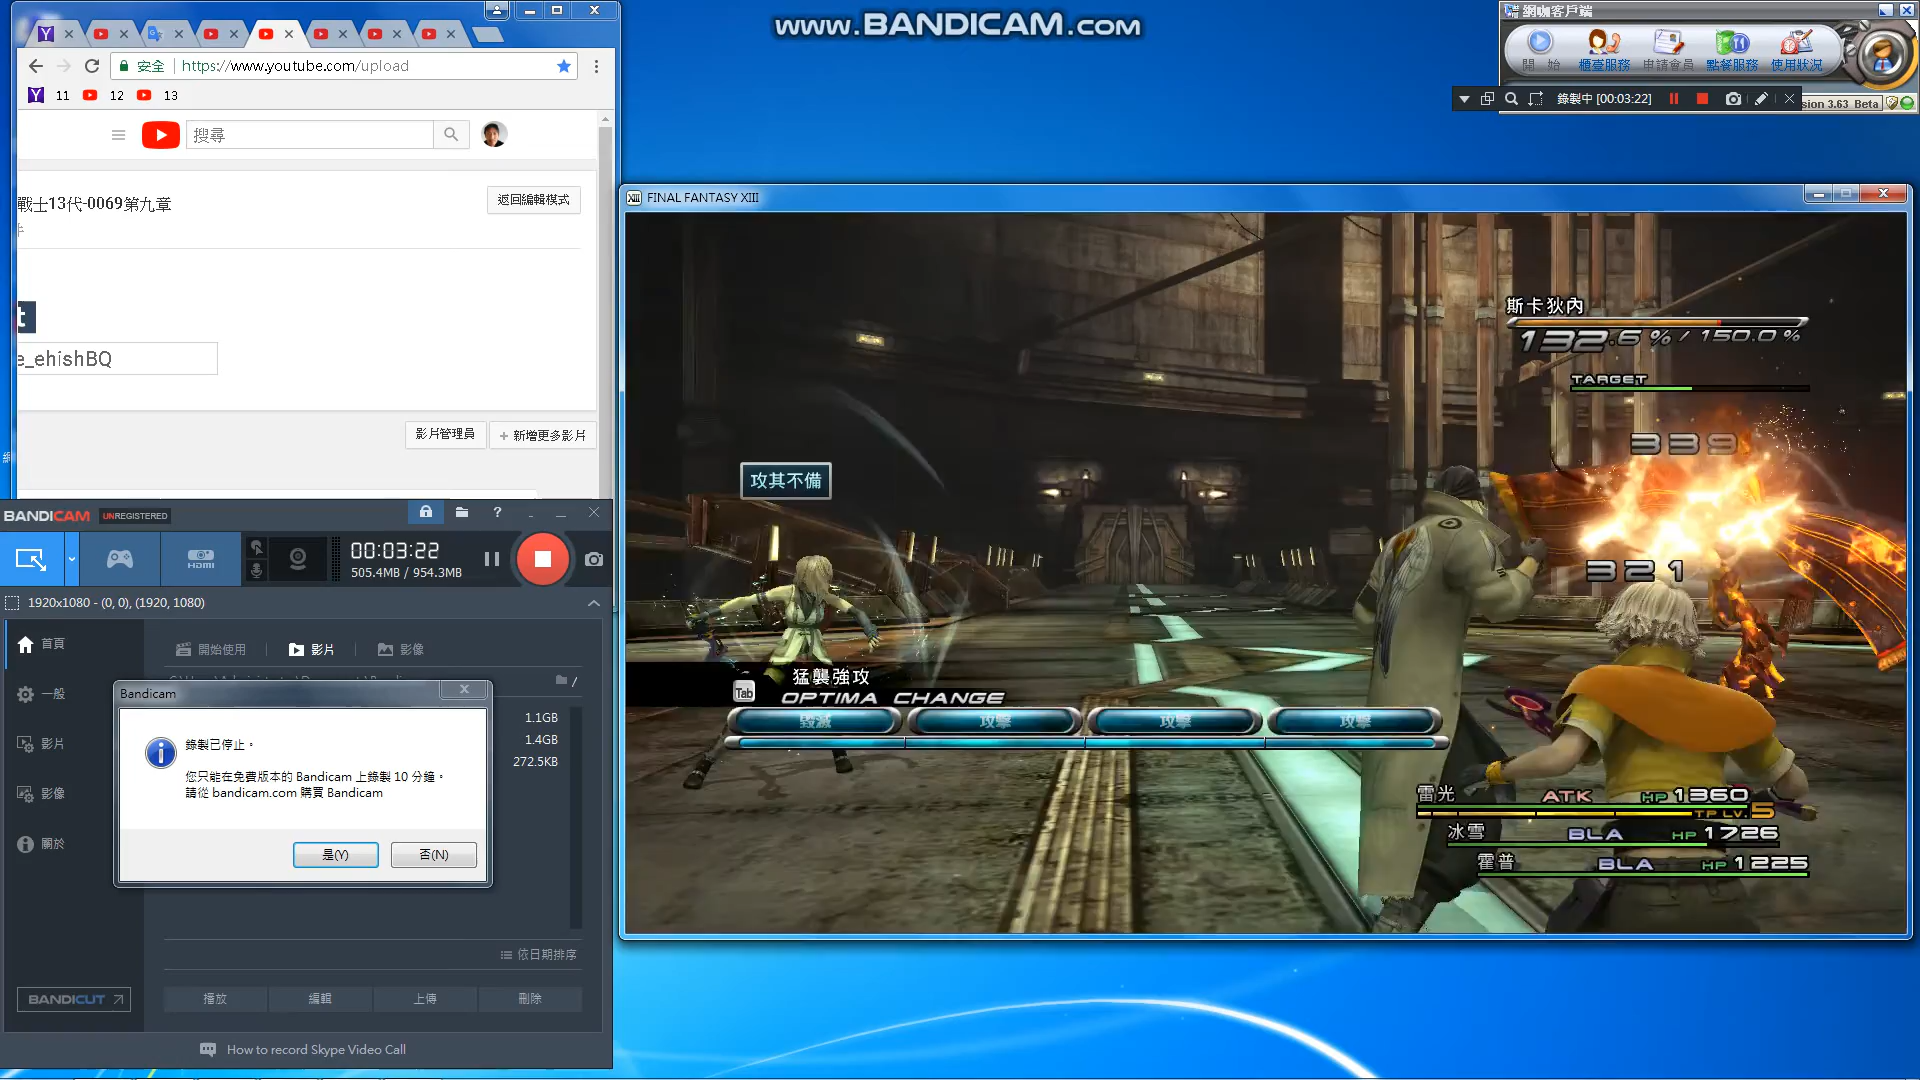 www.BANDICAM.com
安全 https://www.youtube.com/upload
11 12 13
搜尋
戰士13代-0069第九章
返回編輯模式
t
e_ehishBQ
影片管理員
+ 新增更多影片
網咖客戶端
開 始 櫃臺服務 申請會員 點餐服務 使用狀況
錄製中 [00:03:22]
sion 3.63 Beta
BANDICAM UNREGISTERED
?
HDMI
00:03:22
505.4MB / 954.3MB
1920x1080 - (0, 0), (1920, 1080)
首頁
一般
影片
影像
關於
開始使用
影片
影像
/
1.1GB
1.4GB
272.5KB
Bandicam
錄製已停止。
您只能在免費版本的 Bandicam 上錄製 10 分鐘。
請從 bandicam.com 購買 Bandicam
是(Y)
否(N)
依日期排序
播放 編輯 上傳 刪除
BANDICUT
How to record Skype Video Call
XIII FINAL FANTASY XIII
斯卡狄內
132.6 % / 150.0 %
TARGET
339
321
攻其不備
猛襲強攻
Tab OPTIMA CHANGE
毀滅 攻擊 攻擊 攻擊
雷光 ATK HP 1360
TP LV. 5
冰雪 BLA HP 1726
霍普 BLA HP 1225